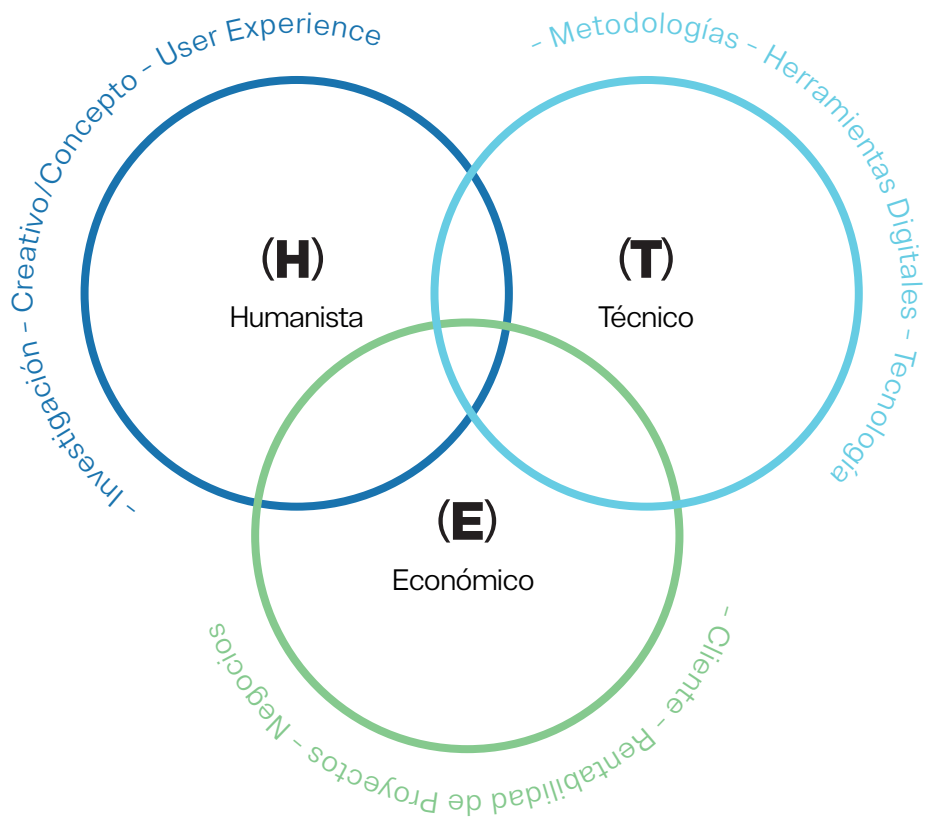 - Investigación - Creativo/Concepto - User Experience
- Metodologías - Herramientas Digitales - Tecnología
(H)
Humanista
(T)
Técnico
(E)
Económico
- Cliente - Rentabilidad de Proyectos - Negocios